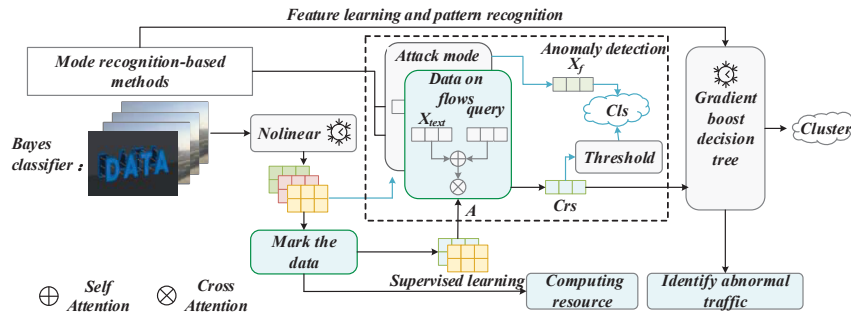 Feature learning and pattern recognition
Mode recognition-based
methods
Attack mode
Anomaly detection
X_f
Data on
flows
query
X_text
Cls
Threshold
Gradient
boost
decision
tree
Cluster
Bayes
classifier：
DATA
Nolinear
Crs
A
Mark the
data
Supervised learning
Computing
resource
Identify abnormal
traffic
Self
Attention
Cross
Attention